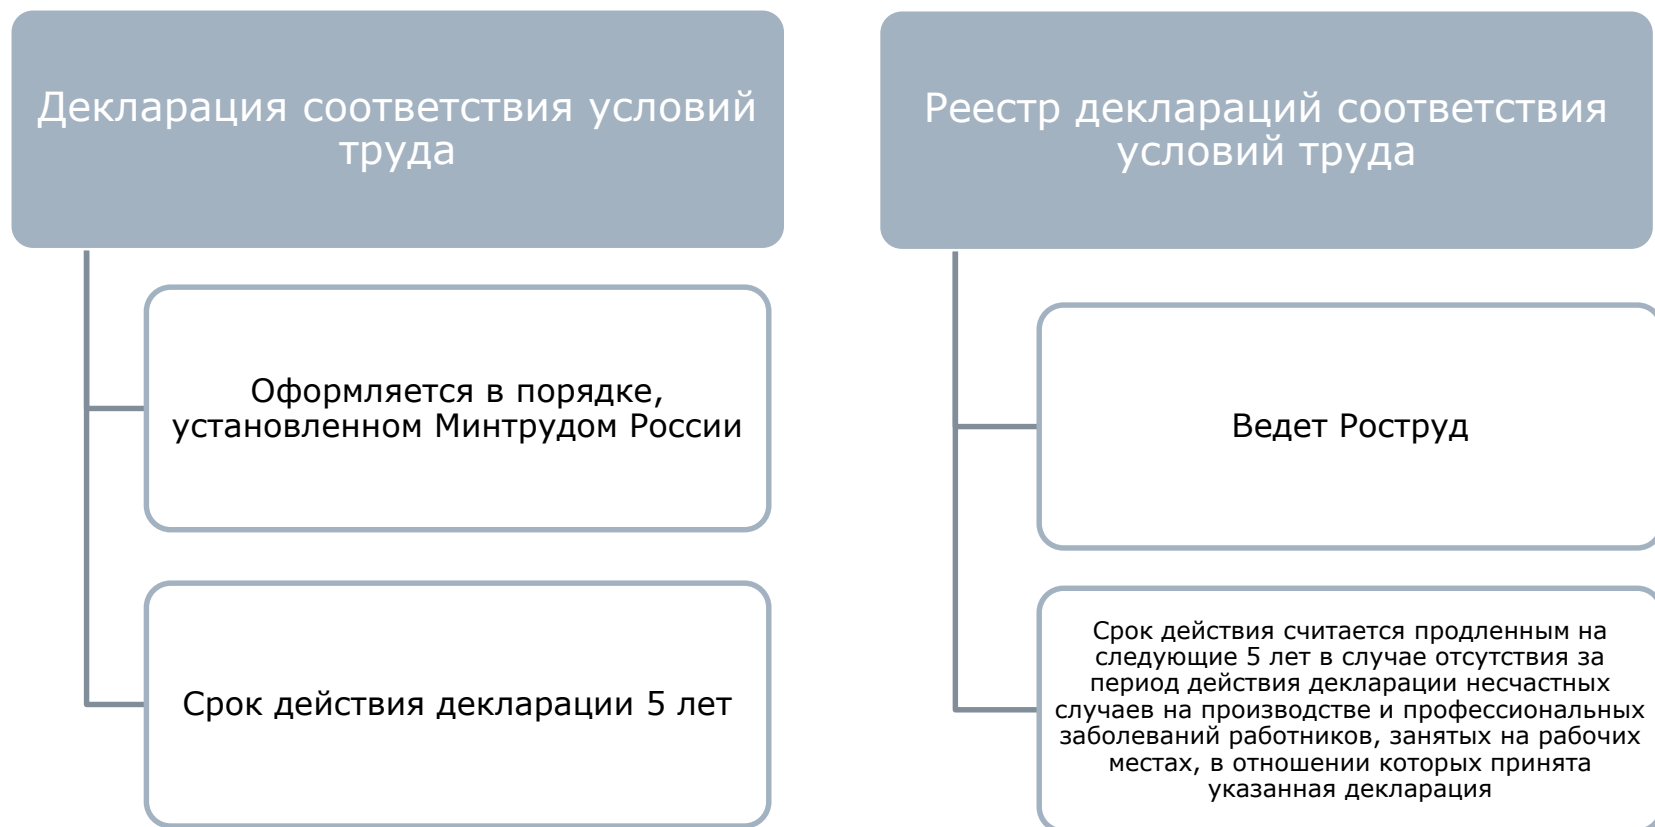 Декларация соответствия условий
труда
Оформляется в порядке,
установленном Минтрудом России
Срок действия декларации 5 лет
Реестр деклараций соответствия
условий труда
Ведет Роструд
Срок действия считается продленным на
следующие 5 лет в случае отсутствия за
период действия декларации несчастных
случаев на производстве и профессиональных
заболеваний работников, занятых на рабочих
местах, в отношении которых принята
указанная декларация